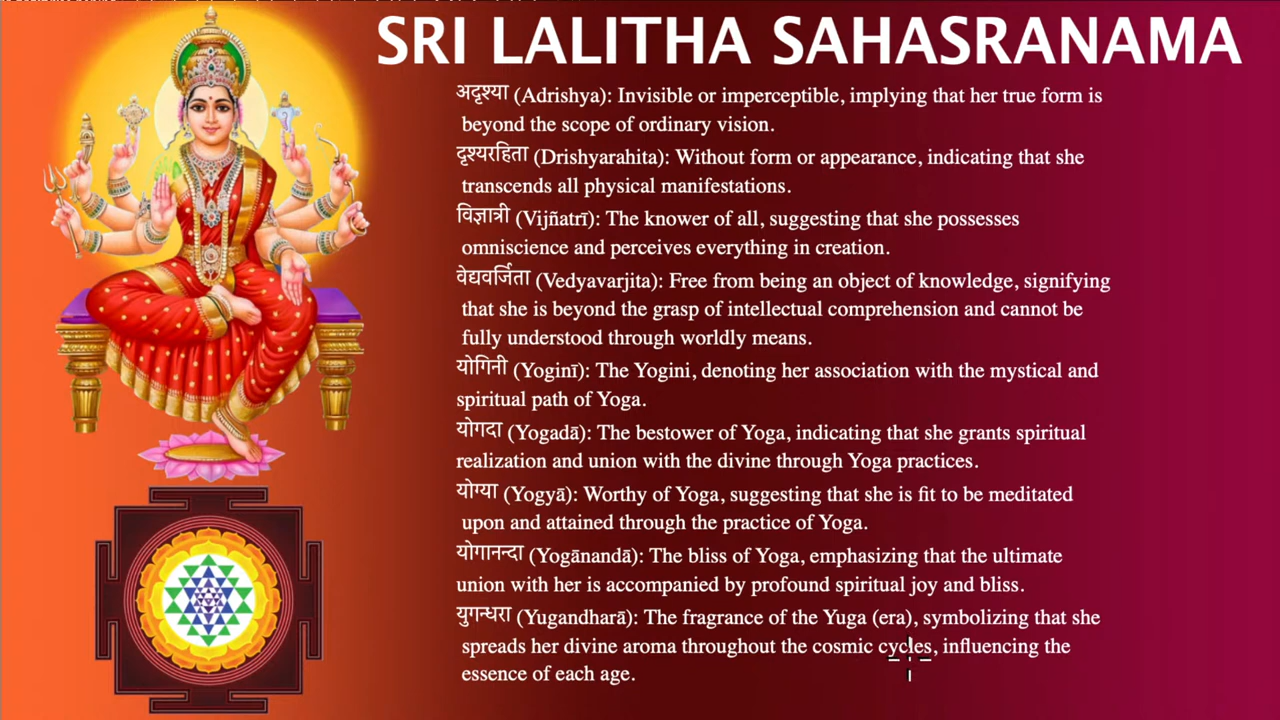 SRI LALITHA SAHASRANAMA
अदृश्या (Adrishya): Invisible or imperceptible, implying that her true form is
beyond the scope of ordinary vision.
दृश्यरहिता (Drishyarahita): Without form or appearance, indicating that she
transcends all physical manifestations.
विज्ञात्री (Vijñatrī): The knower of all, suggesting that she possesses
omniscience and perceives everything in creation.
वेद्यवर्जिता (Vedyavarjita): Free from being an object of knowledge, signifying
that she is beyond the grasp of intellectual comprehension and cannot be
fully understood through worldly means.
योगिनी (Yoginī): The Yogini, denoting her association with the mystical and
spiritual path of Yoga.
योगदा (Yogadā): The bestower of Yoga, indicating that she grants spiritual
realization and union with the divine through Yoga practices.
योग्या (Yogyā): Worthy of Yoga, suggesting that she is fit to be meditated
upon and attained through the practice of Yoga.
योगानन्दा (Yogānandā): The bliss of Yoga, emphasizing that the ultimate
union with her is accompanied by profound spiritual joy and bliss.
युगन्धरा (Yugandharā): The fragrance of the Yuga (era), symbolizing that she
spreads her divine aroma throughout the cosmic cycles, influencing the
essence of each age.